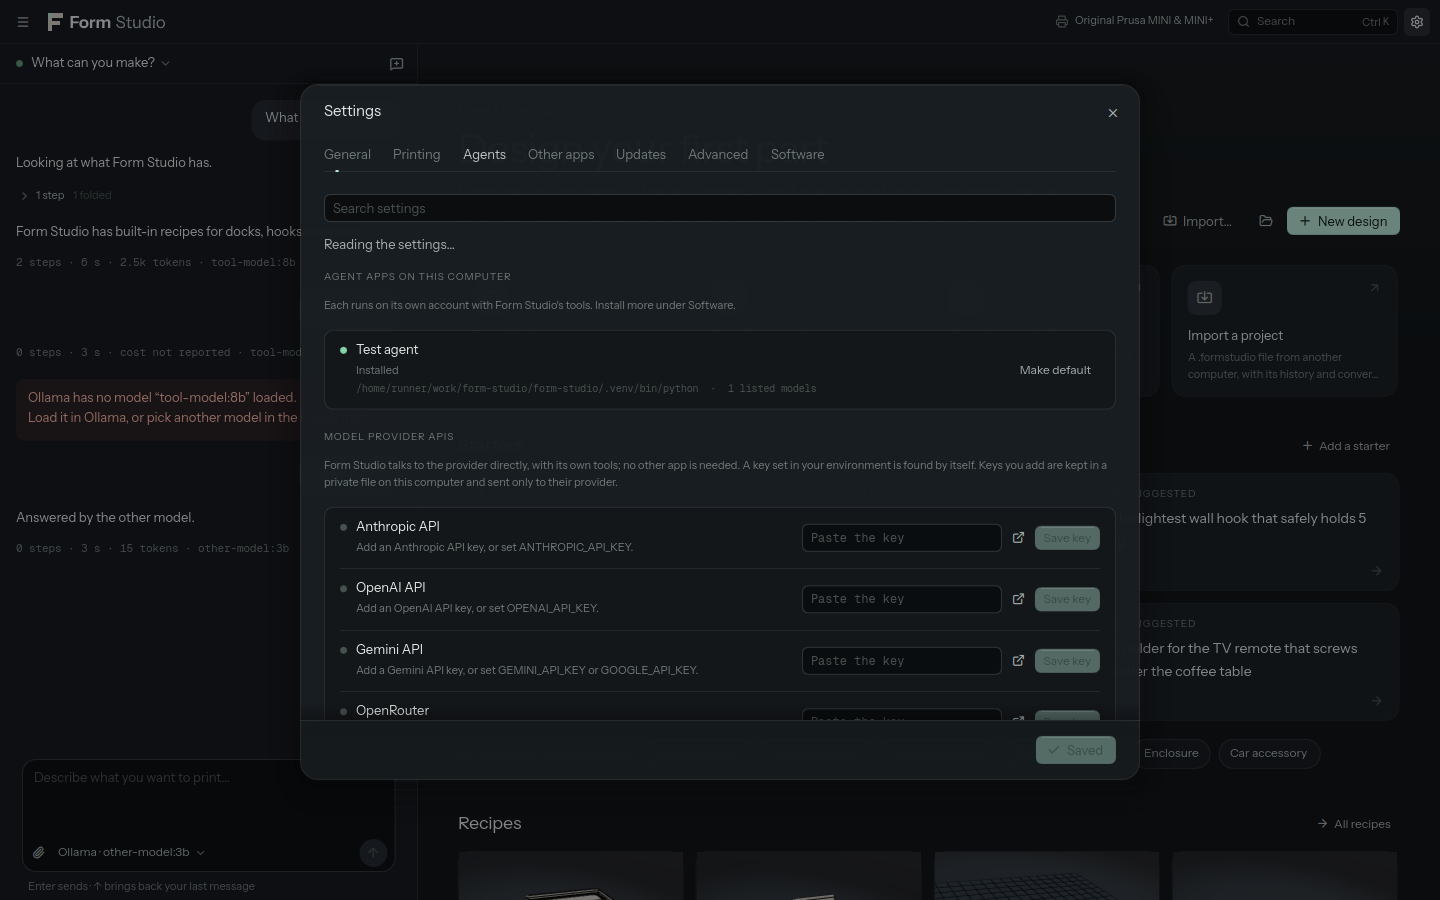 Form Studio
Original Prusa MINI & MINI+
Search
Ctrl K
What can you make?
What
Looking at what Form Studio has.
1 step 1 folded
Form Studio has built-in recipes for docks, hooks
2 steps · 6 s · 2.5k tokens · tool-model:8b
0 steps · 3 s · cost not reported · tool-mod
Ollama has no model “tool-model:8b” loaded.
Load it in Ollama, or pick another model in the
Answered by the other model.
0 steps · 3 s · 15 tokens · other-model:3b
Describe what you want to print...
Ollama · other-model:3b
Enter sends · ↑ brings back your last message
Settings
General
Printing
Agents
Other apps
Updates
Advanced
Software
Search settings
Reading the settings...
AGENT APPS ON THIS COMPUTER
Each runs on its own account with Form Studio's tools. Install more under Software.
Test agent
Installed
/home/runner/work/form-studio/form-studio/.venv/bin/python · 1 listed models
Make default
MODEL PROVIDER APIS
Form Studio talks to the provider directly, with its own tools; no other app is needed. A key set in your environment is found by itself. Keys you add are kept in a
private file on this computer and sent only to their provider.
Anthropic API
Add an Anthropic API key, or set ANTHROPIC_API_KEY.
Paste the key
Save key
OpenAI API
Add an OpenAI API key, or set OPENAI_API_KEY.
Paste the key
Save key
Gemini API
Add a Gemini API key, or set GEMINI_API_KEY or GOOGLE_API_KEY.
Paste the key
Save key
OpenRouter
Paste the key
Saved
Import...
New design
Import a project
A .formstudio file from another
computer, with its history and conver...
Add a starter
GGESTED
lightest wall hook that safely holds 5
GGESTED
lder for the TV remote that screws
er the coffee table
Enclosure
Car accessory
Recipes
All recipes